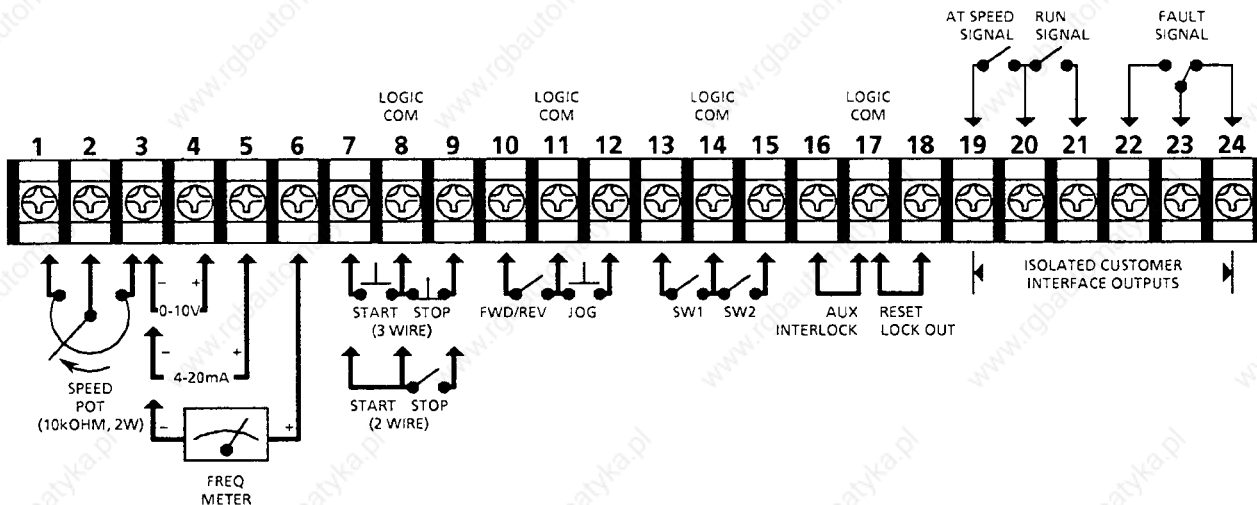 AT SPEED SIGNAL
RUN SIGNAL
FAULT SIGNAL
LOGIC COM
LOGIC COM
LOGIC COM
LOGIC COM
1 2 3 4 5 6 7 8 9 10 11 12 13 14 15 16 17 18 19 20 21 22 23 24
- +
0-10V
- +
4-20mA
- +
SPEED
POT
(10kOHM, 2W)
FREQ
METER
START STOP
(3 WIRE)
START STOP
(2 WIRE)
FWD/REV JOG
SW1 SW2
AUX
INTERLOCK
RESET
LOCK OUT
ISOLATED CUSTOMER
INTERFACE OUTPUTS